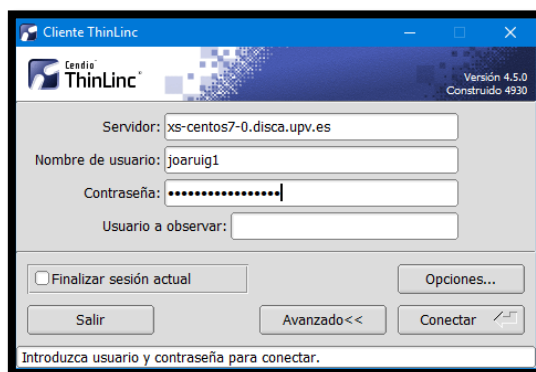 Cliente ThinLinc
Cendio
ThinLinc®
Versión 4.5.0
Construido 4930
Servidor: xs-centos7-0.disca.upv.es
Nombre de usuario: joaruig1
Contraseña: •••••••••••••••••
Usuario a observar:
Finalizar sesión actual
Opciones...
Salir
Avanzado<<
Conectar
Introduzca usuario y contraseña para conectar.